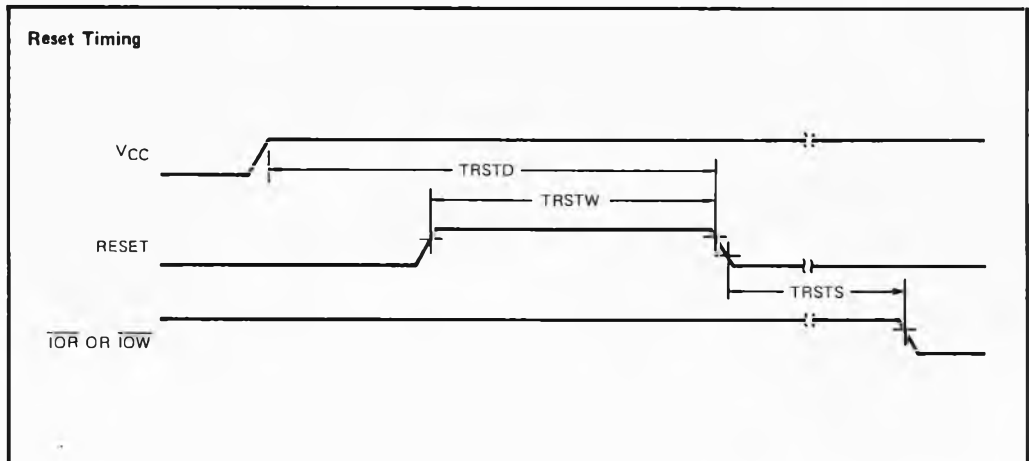 Reset Timing
VCC
TRSTD
TRSTW
RESET
TRSTS
IOR OR IOW